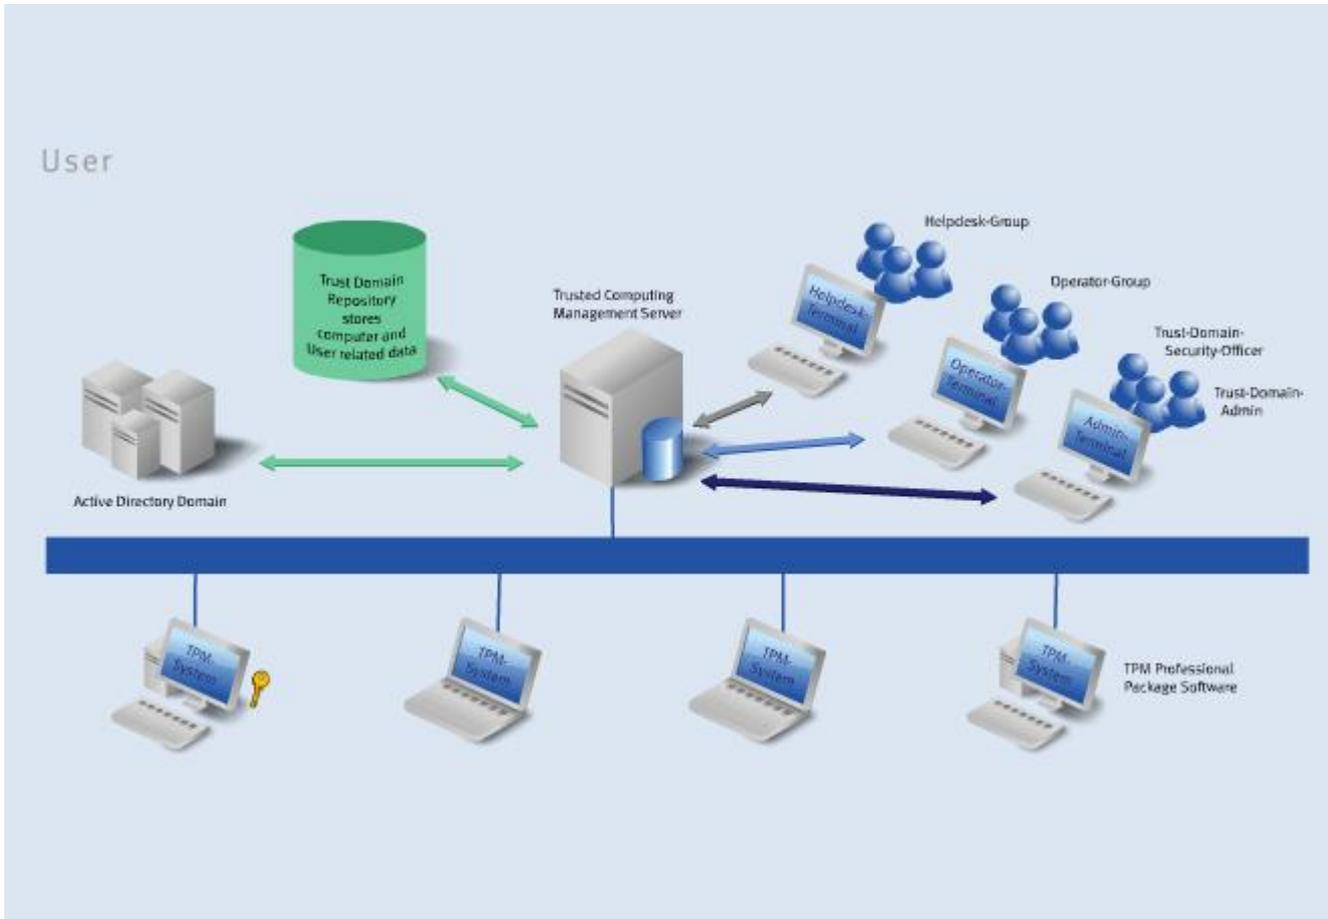 User
Helpdesk-Group
Trust Domain
Repository
stores
computer and
User related data
Trusted Computing
Management Server
Helpdesk-
Terminal
Operator-Group
Operator-
Terminal
Trust-Domain-
Security-Officer
Trust-Domain-
Admin
Admin-
Terminal
Active Directory Domain
TPM-
System
TPM-
System
TPM-
System
TPM-
System
TPM Professional
Package Software